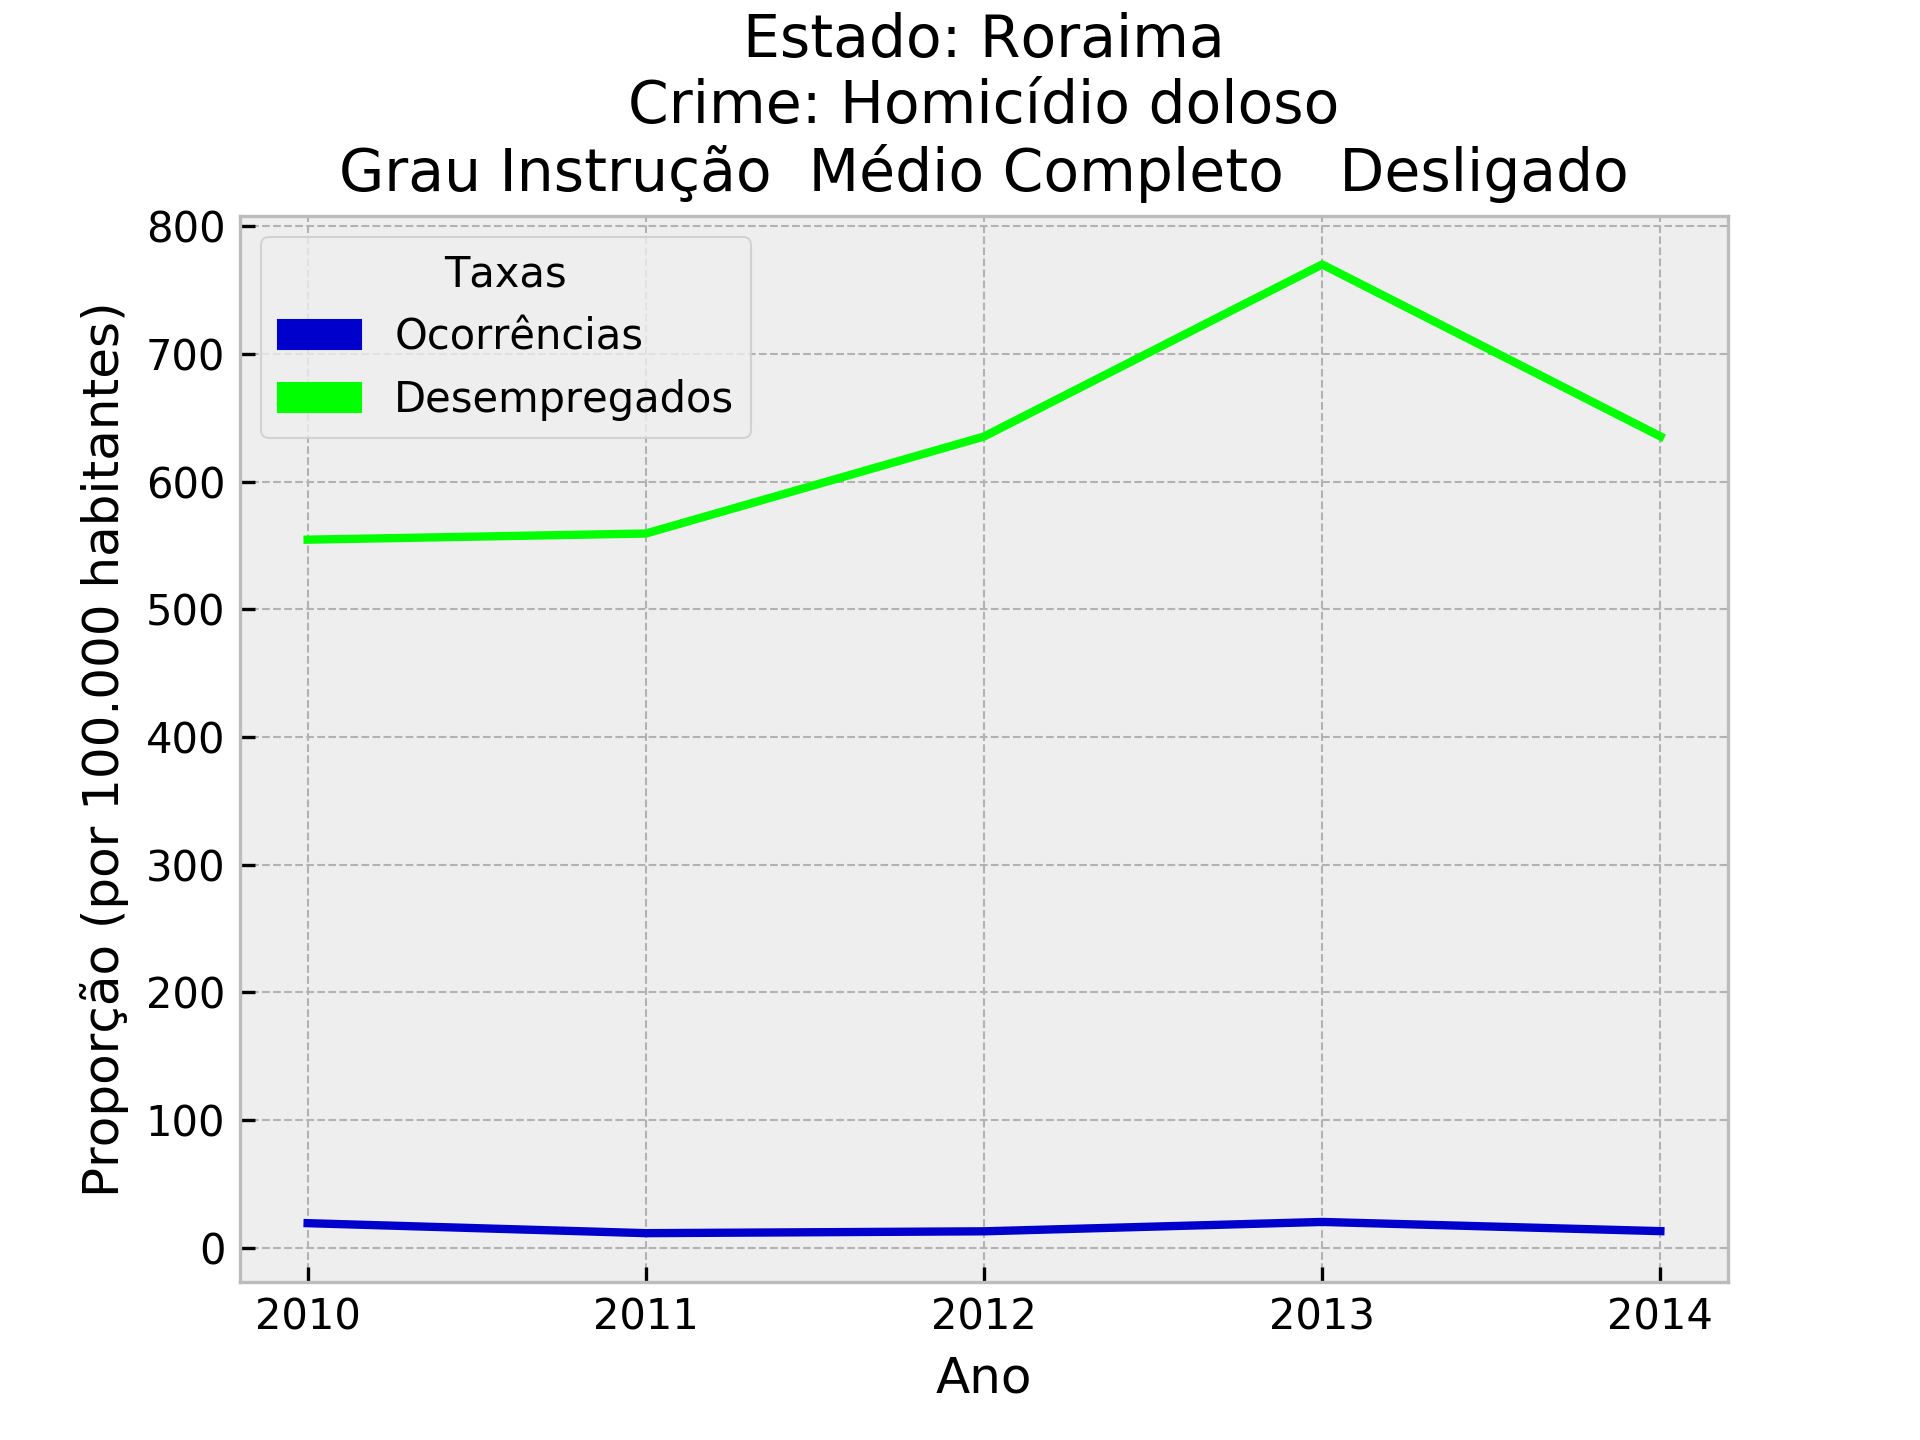 Estado: Roraima
Crime: Homicídio doloso
Grau Instrução  Médio Completo   Desligado
Proporção (por 100.000 habitantes)
800
700
600
500
400
300
200
100
0
Taxas
Ocorrências
Desempregados
2010 2011 2012 2013 2014
Ano